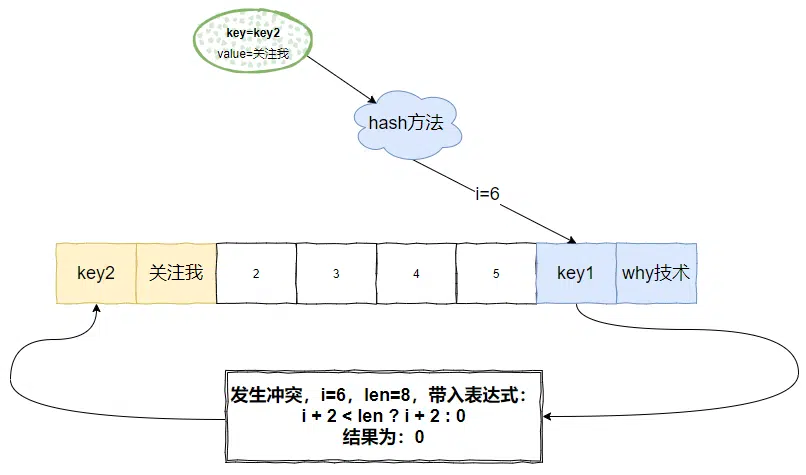 key=key2
value=关注我
hash方法
i=6
key2
关注我
2
3
4
5
key1
why技术
发生冲突，i=6，len=8，带入表达式：
i + 2 < len ? i + 2 : 0
结果为：0